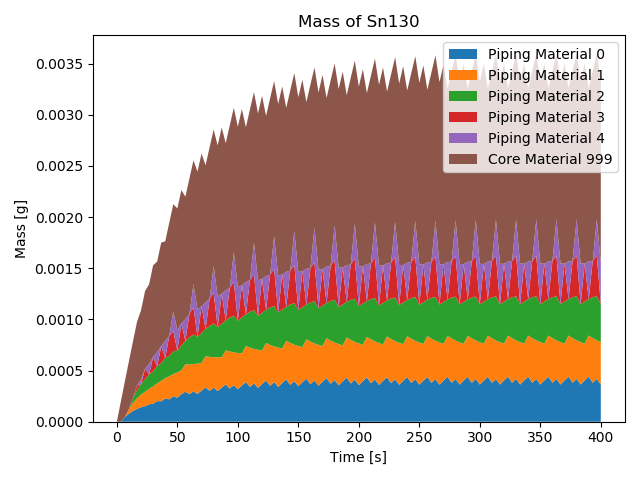 Mass of Sn130
Mass [g]
0.0035
0.0030
0.0025
0.0020
0.0015
0.0010
0.0005
0.0000
Piping Material 0
Piping Material 1
Piping Material 2
Piping Material 3
Piping Material 4
Core Material 999
0 50 100 150 200 250 300 350 400
Time [s]